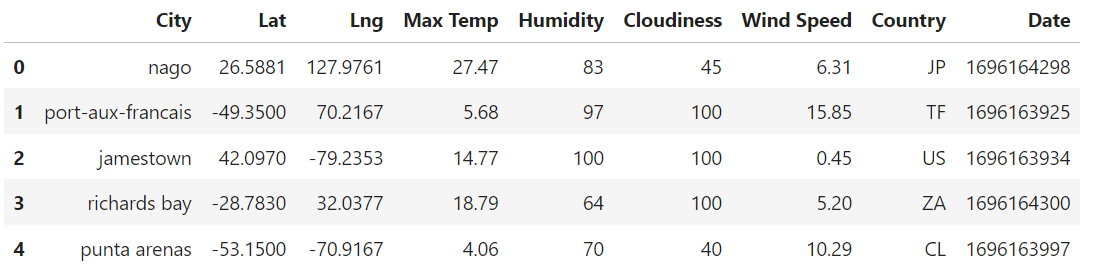 City Lat Lng Max Temp Humidity Cloudiness Wind Speed Country Date
0 nago 26.5881 127.9761 27.47 83 45 6.31 JP 1696164298
1 port-aux-francais -49.3500 70.2167 5.68 97 100 15.85 TF 1696163925
2 jamestown 42.0970 -79.2353 14.77 100 100 0.45 US 1696163934
3 richards bay -28.7830 32.0377 18.79 64 100 5.20 ZA 1696164300
4 punta arenas -53.1500 -70.9167 4.06 70 40 10.29 CL 1696163997